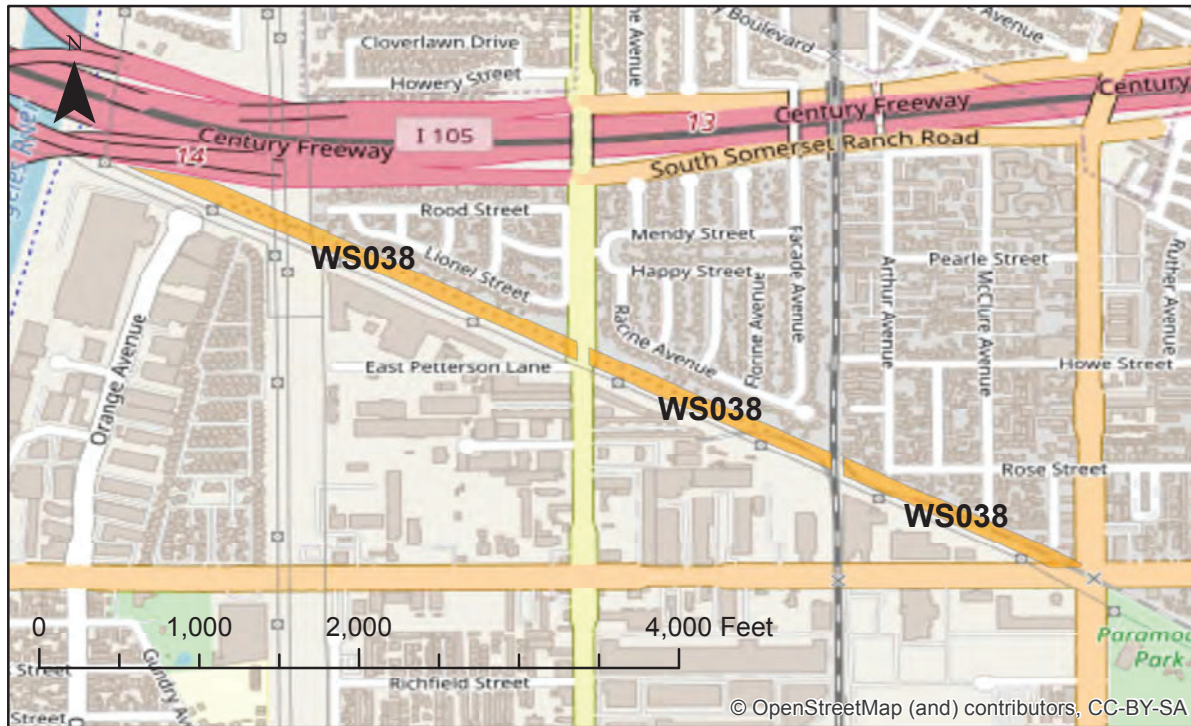 Cloverlawn Drive
Howery Street
Boulevard
Avenue
N
Century Freeway
I 105
13
Century Freeway
Century
14
South Somerset Ranch Road
Rood Street
Lionel Street
WS038
Mendy Street
Happy Street
Racine Avenue
Florine Avenue
Facade Avenue
Arthur Avenue
Pearle Street
McClure Avenue
Ruther Avenue
Howe Street
Orange Avenue
East Petterson Lane
WS038
Rose Street
WS038
0
1,000
2,000
4,000 Feet
Street
Gundry Av
Richfield Street
Street
Paramou
Park
© OpenStreetMap (and) contributors, CC-BY-SA